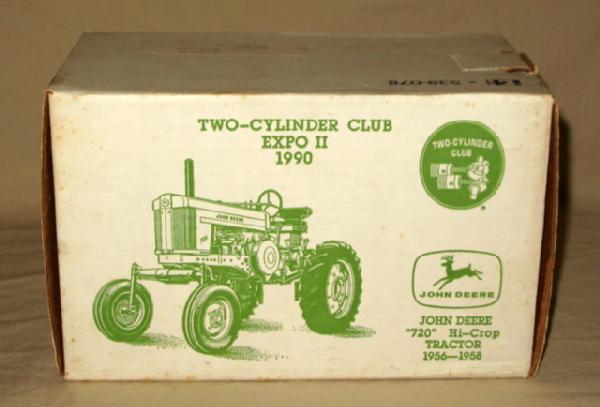 TWO-CYLINDER CLUB
EXPO II
1990
TWO-CYLINDER
CLUB
®
JOHN DEERE
720
JOHN DEERE
JOHN DEERE
"720" Hi-Crop
TRACTOR
1956—1958